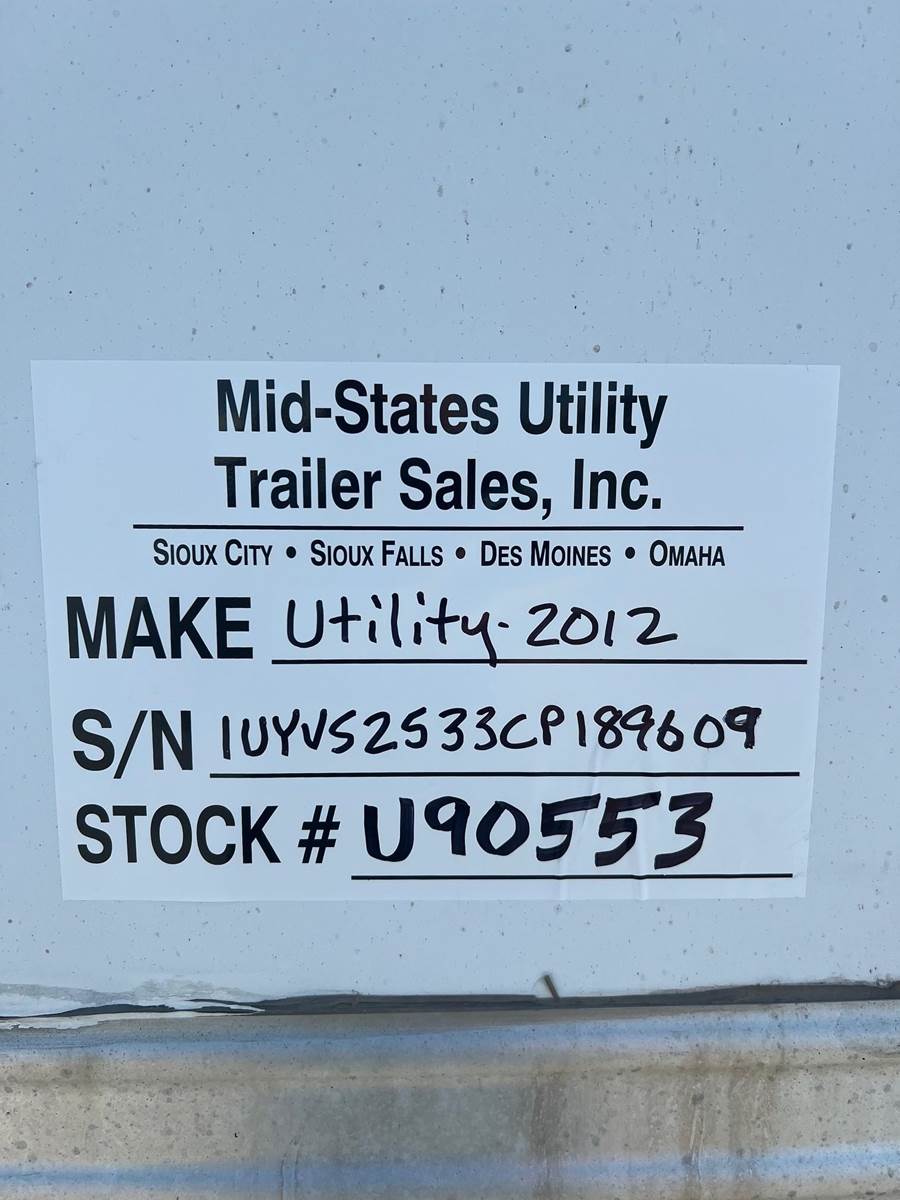 Mid-States Utility
Trailer Sales, Inc.
SIOUX CITY • SIOUX FALLS • DES MOINES • OMAHA
MAKE Utility-2012
S/N 1UYVS2533CP189609
STOCK # U90553